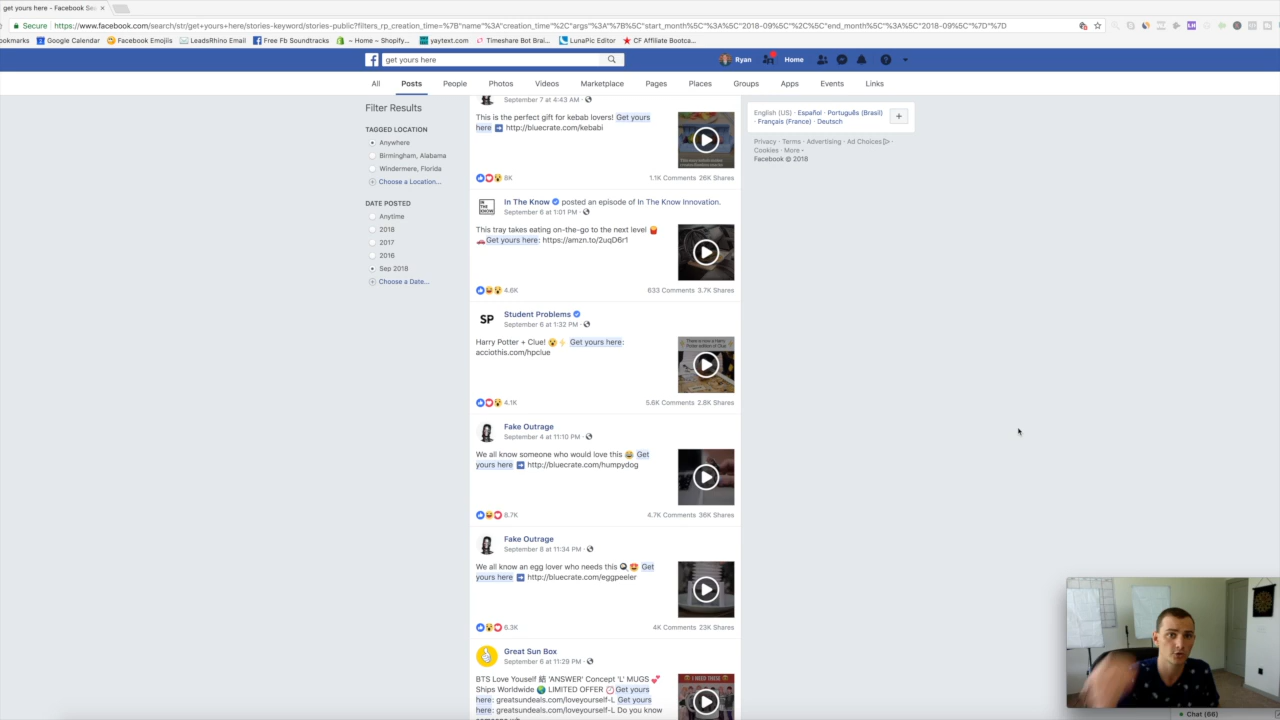 get yours here - Facebook Sea
Secure
https://www.facebook.com/search/str/get+yours+here/stories-keyword/stories-public?filters_rp_creation_time=%7B"name"%3A"creation_time"%2C"args"%3A"%7B%5C"start_month%5C"%3A%5C"2018-09%5C"%2C%5C"end_month%5C"%3A%5C"2018-09%5C"%7D"%7D
ookmarks
Google Calendar
Facebook Emojiis
LeadsRhino Email
Free Fb Soundtracks
~ Home ~ Shopify...
yaytext.com
Timeshare Bot Brai...
LunaPic Editor
CF Affiliate Bootca...
get yours here
Ryan
Home
All
Posts
People
Photos
Videos
Marketplace
Pages
Places
Groups
Apps
Events
Links
Filter Results
TAGGED LOCATION
Anywhere
Birmingham, Alabama
Windermere, Florida
Choose a Location...
DATE POSTED
Anytime
2018
2017
2016
Sep 2018
Choose a Date...
September 7 at 4:43 AM ·
This is the perfect gift for kebab lovers! Get yours
here ➡ http://bluecrate.com/kebabi
8K
1.1K Comments 26K Shares
IN
THE
KNOW
In The Know posted an episode of In The Know Innovation.
September 6 at 1:01 PM ·
This tray takes eating on-the-go to the next level 🍟
🚗Get yours here: https://amzn.to/2uqD6r1
4.6K
633 Comments 3.7K Shares
SP
Student Problems
September 6 at 1:32 PM ·
Harry Potter + Clue! 😮⚡ Get yours here:
acciothis.com/hpclue
There is now a Harry
Potter edition of Clue
4.1K
5.6K Comments 2.8K Shares
Fake Outrage
September 4 at 11:10 PM ·
We all know someone who would love this 😂 Get
yours here ➡ http://bluecrate.com/humpydog
8.7K
4.7K Comments 36K Shares
Fake Outrage
September 6 at 11:34 PM ·
We all know an egg lover who needs this 🍳😍 Get
yours here ➡ http://bluecrate.com/eggpeeler
6.3K
4K Comments 23K Shares
Great Sun Box
September 6 at 11:29 PM ·
BTS Love Youself 結 'ANSWER' Concept 'L' MUGS 💕
Ships Worldwide 🌎 LIMITED OFFER ⏰ Get yours
here: greatsundeals.com/loveyourself-L Get yours
here: greatsundeals.com/loveyourself-L Do you know
I NEED THESE
English (US) · Español · Português (Brasil)
· Français (France) · Deutsch
Privacy · Terms · Advertising · Ad Choices ·
Cookies · More
Facebook © 2018
Chat (66)